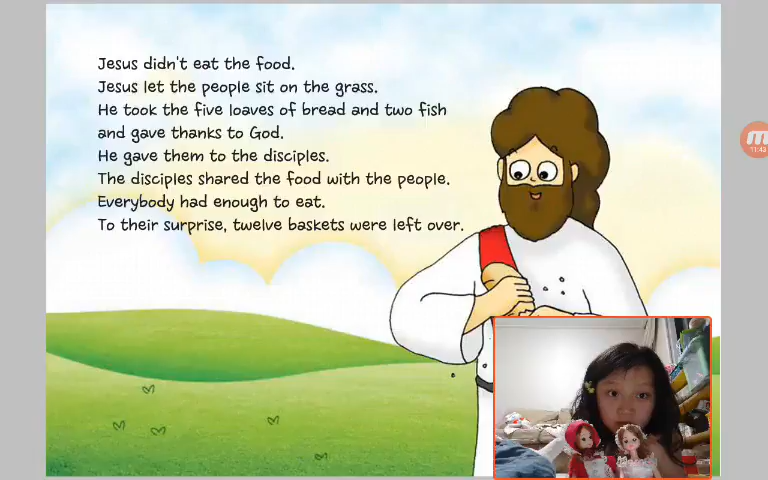 Jesus didn't eat the food.
Jesus let the people sit on the grass.
He took the five loaves of bread and two fish
and gave thanks to God.
He gave them to the disciples.
The disciples shared the food with the people.
Everybody had enough to eat.
To their surprise, twelve baskets were left over.
M
11:43